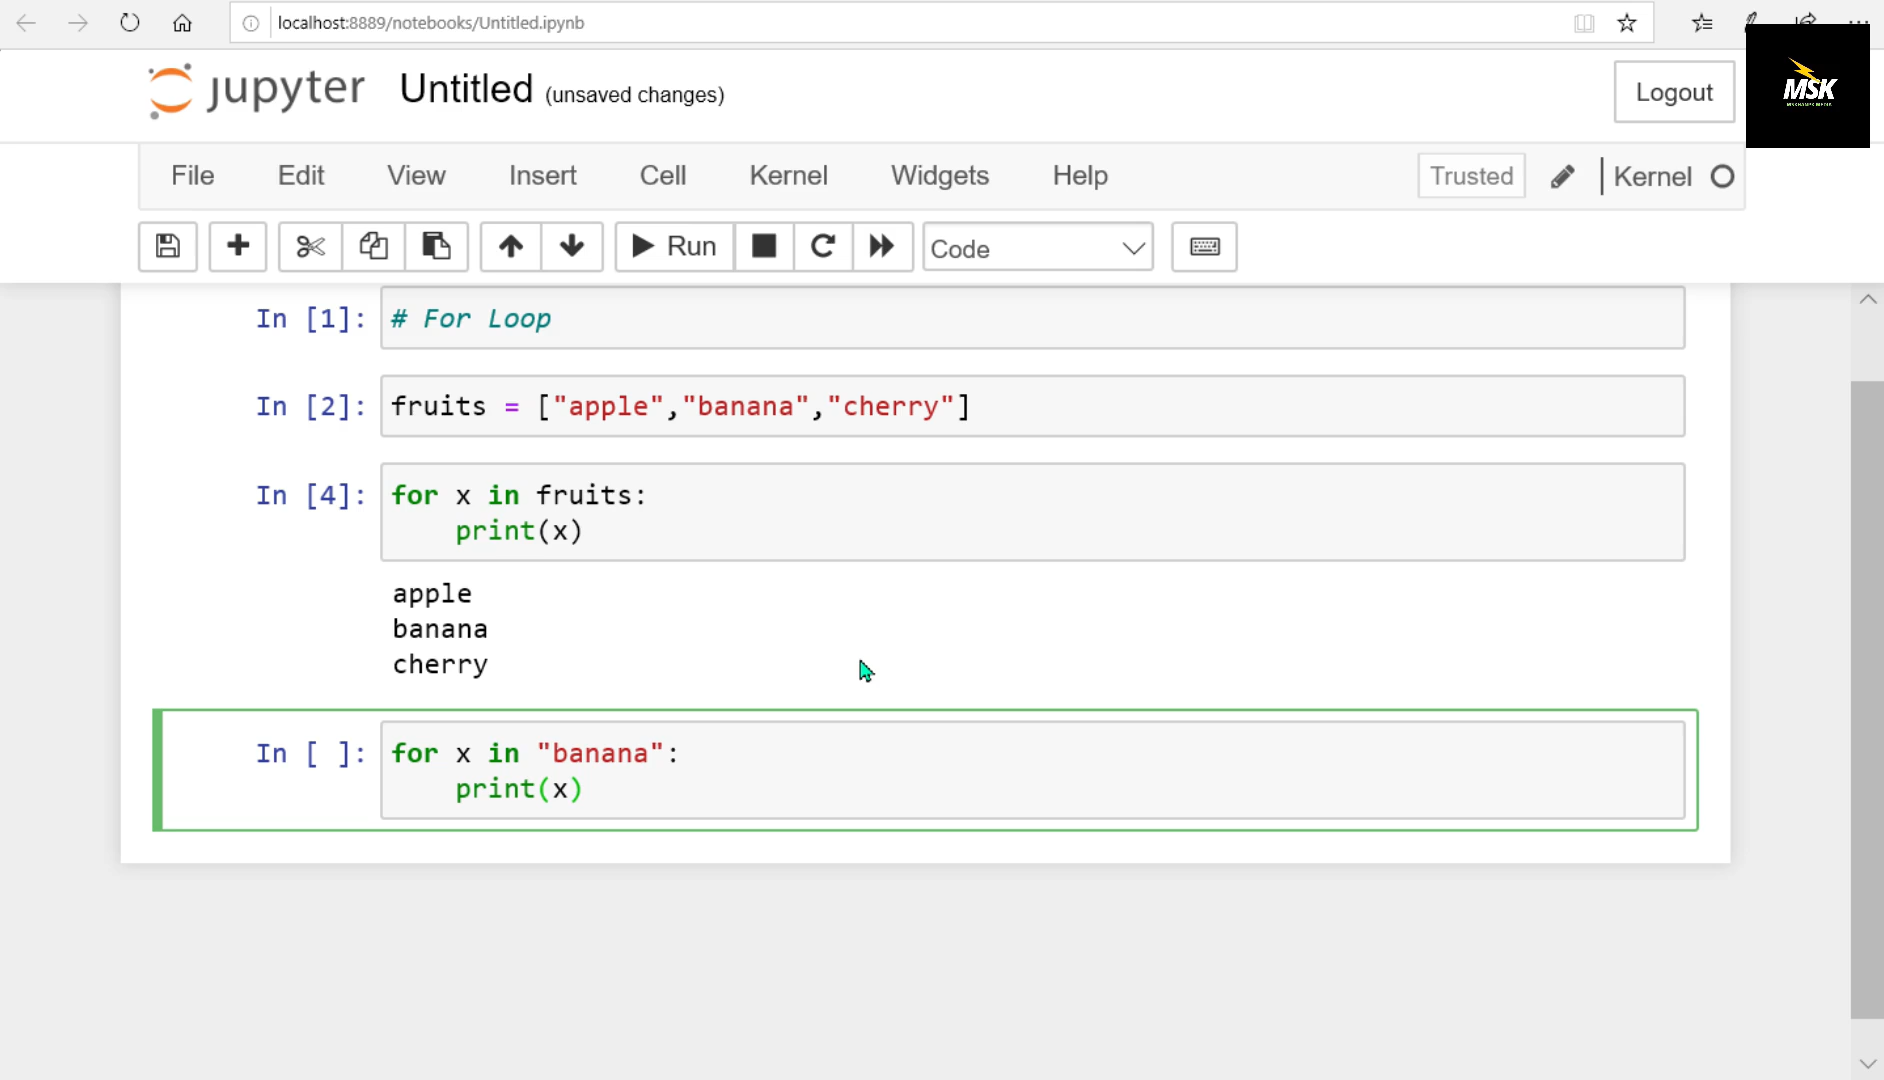 localhost:8889/notebooks/Untitled.ipynb
MSK
jupyter Untitled (unsaved changes) Logout
File Edit View Insert Cell Kernel Widgets Help Trusted Kernel
Run Code
In [1]: # For Loop
In [2]: fruits = ["apple","banana","cherry"]
In [4]: for x in fruits:
    print(x)
apple
banana
cherry
In [ ]: for x in "banana":
    print(x)